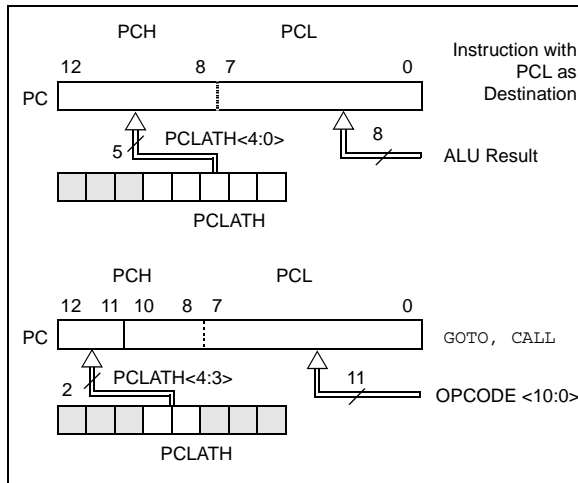 PCH PCL
12 8 7 0
Instruction with
PCL as
Destination
PC
5 PCLATH<4:0> 8
ALU Result
PCLATH
PCH PCL
12 11 10 8 7 0
PC GOTO, CALL
2 PCLATH<4:3> 11
OPCODE <10:0>
PCLATH